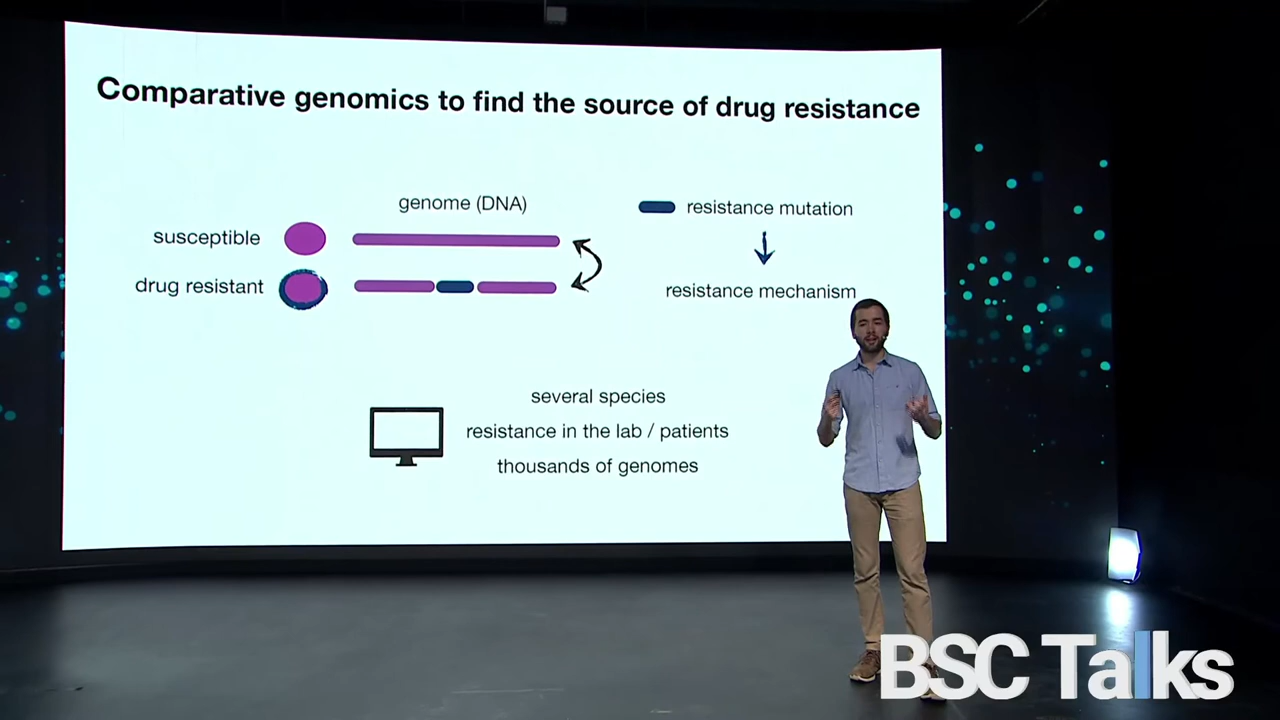 Comparative genomics to find the source of drug resistance
genome (DNA)
susceptible
drug resistant
resistance mutation
resistance mechanism
several species
resistance in the lab / patients
thousands of genomes
BSC Talks